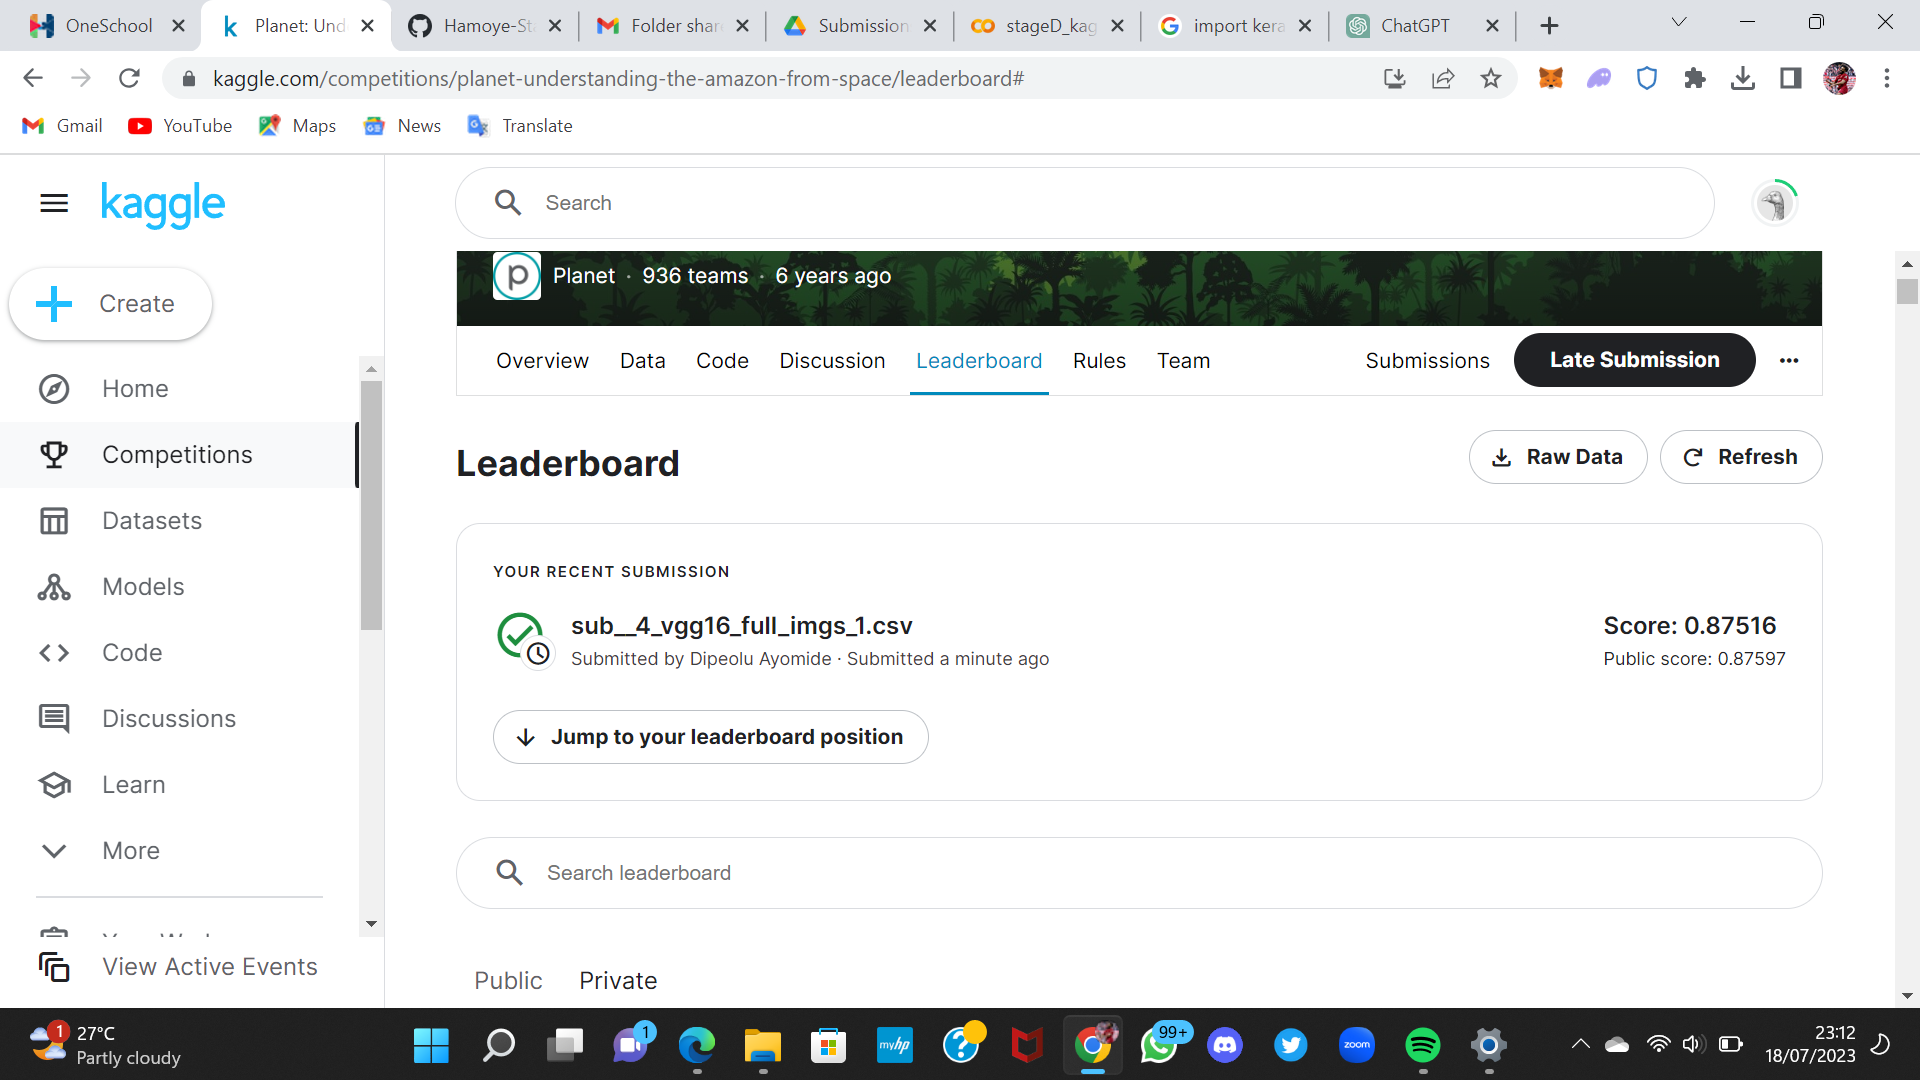 OneSchool
Planet: Und
Hamoye-St
Folder shar
Submission
stageD_kag
import kera
ChatGPT
kaggle.com/competitions/planet-understanding-the-amazon-from-space/leaderboard#
Gmail
YouTube
Maps
News
Translate
kaggle
Search
Create
Planet · 936 teams · 6 years ago
Overview
Data
Code
Discussion
Leaderboard
Rules
Team
Submissions
Late Submission
Home
Competitions
Datasets
Models
Code
Discussions
Learn
More
View Active Events
Leaderboard
Raw Data
Refresh
YOUR RECENT SUBMISSION
sub__4_vgg16_full_imgs_1.csv
Submitted by Dipeolu Ayomide · Submitted a minute ago
Score: 0.87516
Public score: 0.87597
Jump to your leaderboard position
Search leaderboard
Public
Private
1
27°C
Partly cloudy
1
myhp
99+
zoom
23:12
18/07/2023